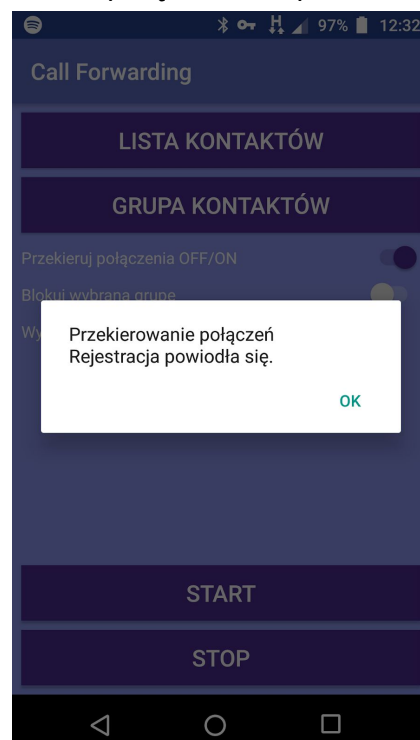 H
97%
12:32
Call Forwarding
LISTA KONTAKTÓW
GRUPA KONTAKTÓW
Przekieruj połączenia OFF/ON
Blokuj wybraną grupę
Wy
Przekierowanie połączeń
Rejestracja powiodła się.
OK
START
STOP